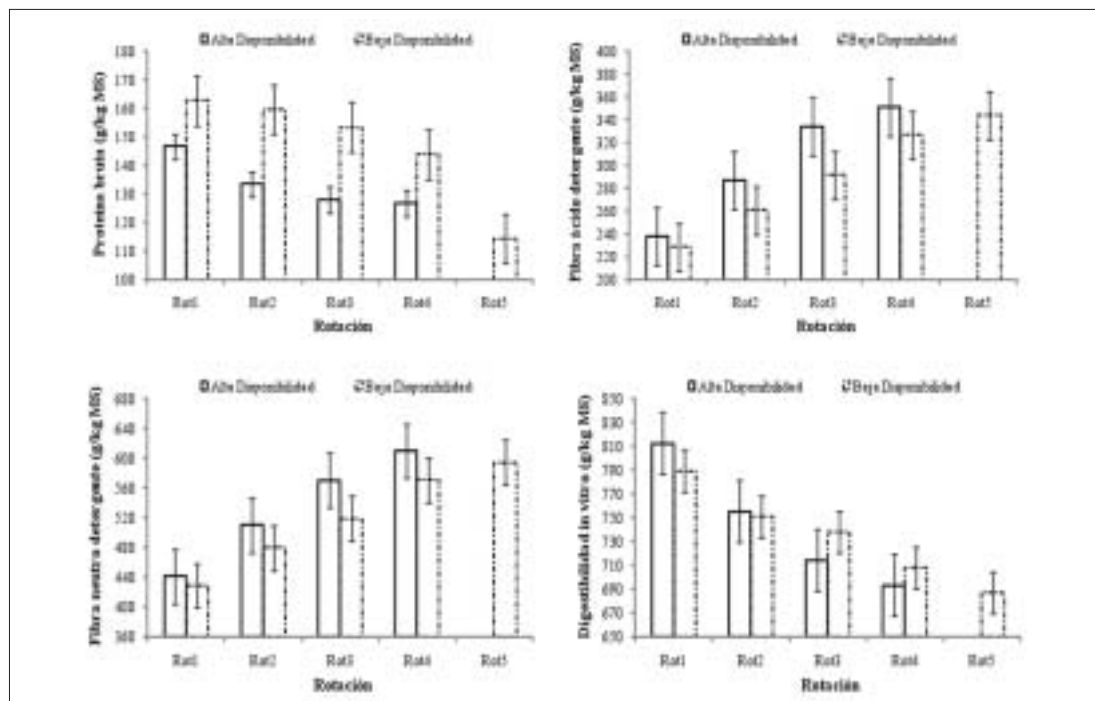 Alta Disponibilidad Baja Disponibilidad
Proteína bruta (g/kg MS)
180
170
160
150
140
130
120
110
100
Rot1 Rot2 Rot3 Rot4 Rot5
Rotación
Alta Disponibilidad Baja Disponibilidad
Fibra ácido detergente (g/kg MS)
400
380
360
340
320
300
280
260
240
220
200
Rot1 Rot2 Rot3 Rot4 Rot5
Rotación
Alta Disponibilidad Baja Disponibilidad
Fibra neutra detergente (g/kg MS)
680
640
600
560
520
480
440
400
360
Rot1 Rot2 Rot3 Rot4 Rot5
Rotación
Alta Disponibilidad Baja Disponibilidad
Digestibilidad in vitro (g/kg MS)
850
830
810
790
770
750
730
710
690
670
650
Rot1 Rot2 Rot3 Rot4 Rot5
Rotación